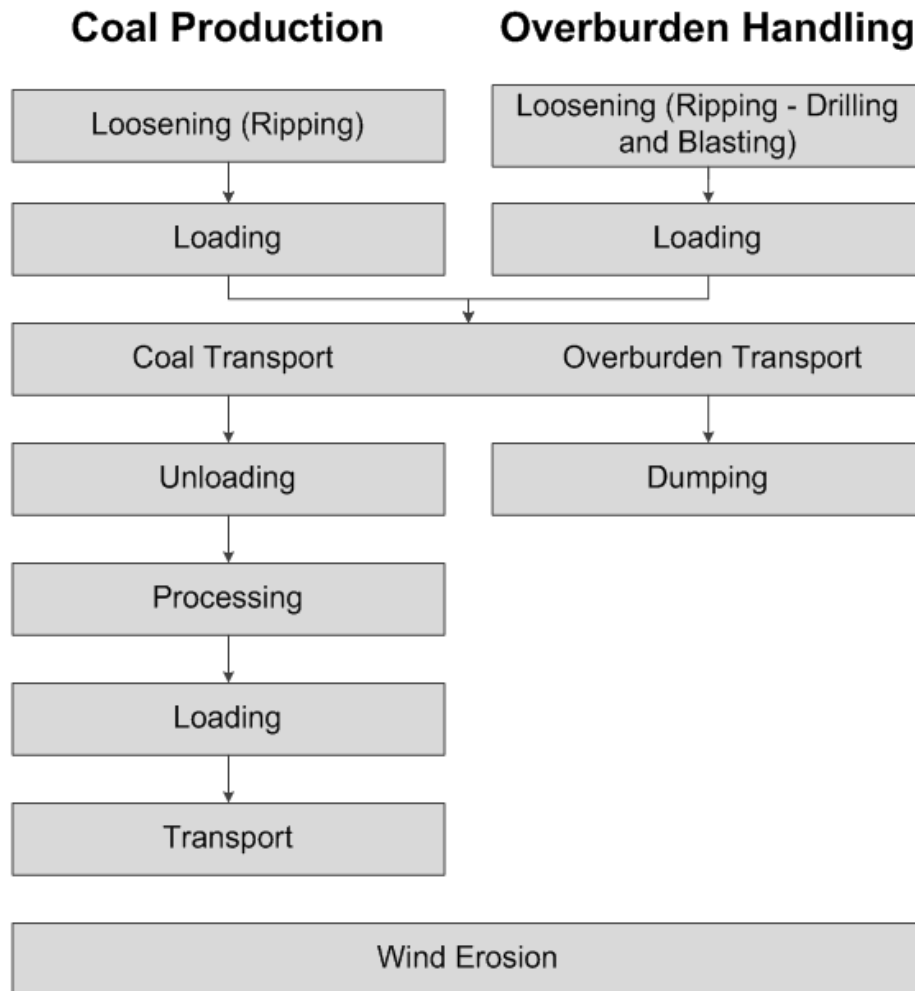 Coal Production
Overburden Handling
Loosening (Ripping)
Loosening (Ripping - Drilling
and Blasting)
Loading
Loading
Coal Transport
Overburden Transport
Unloading
Dumping
Processing
Loading
Transport
Wind Erosion